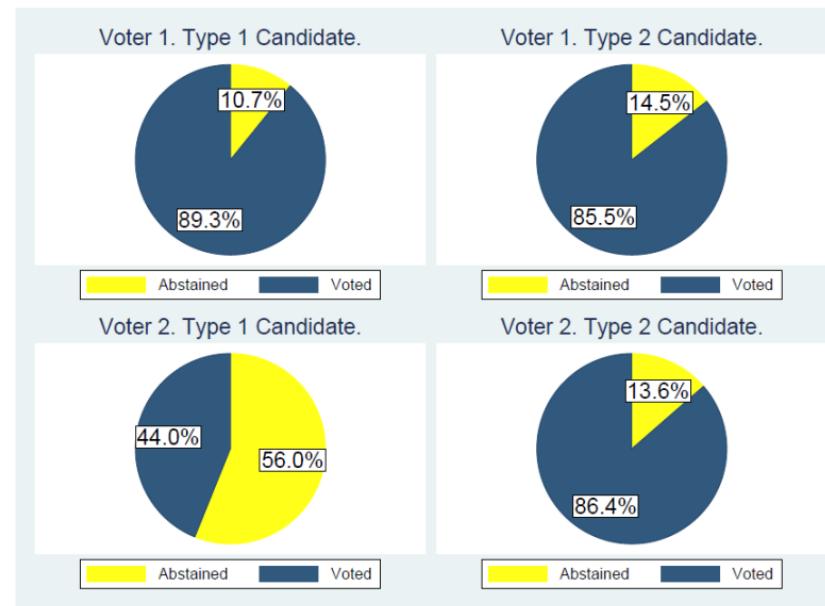 Voter 1. Type 1 Candidate.
10.7%
89.3%
Abstained Voted
Voter 1. Type 2 Candidate.
14.5%
85.5%
Abstained Voted
Voter 2. Type 1 Candidate.
44.0%
56.0%
Abstained Voted
Voter 2. Type 2 Candidate.
13.6%
86.4%
Abstained Voted